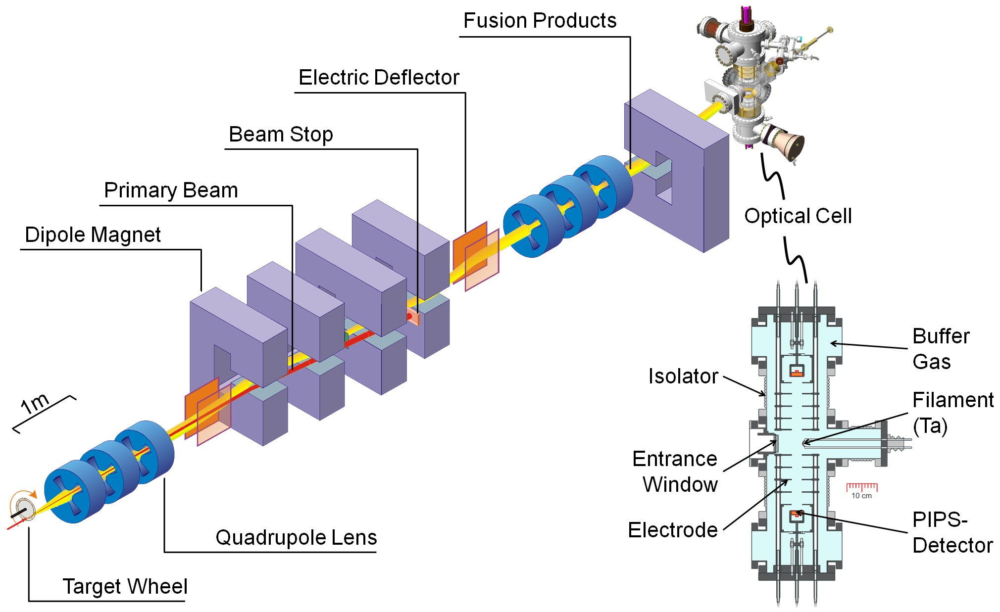 Fusion Products
Electric Deflector
Beam Stop
Primary Beam
Dipole Magnet
1m
Quadrupole Lens
Target Wheel
Optical Cell
Buffer
Gas
Isolator
Filament
(Ta)
Entrance
Window
10 cm
Electrode
PIPS-
Detector